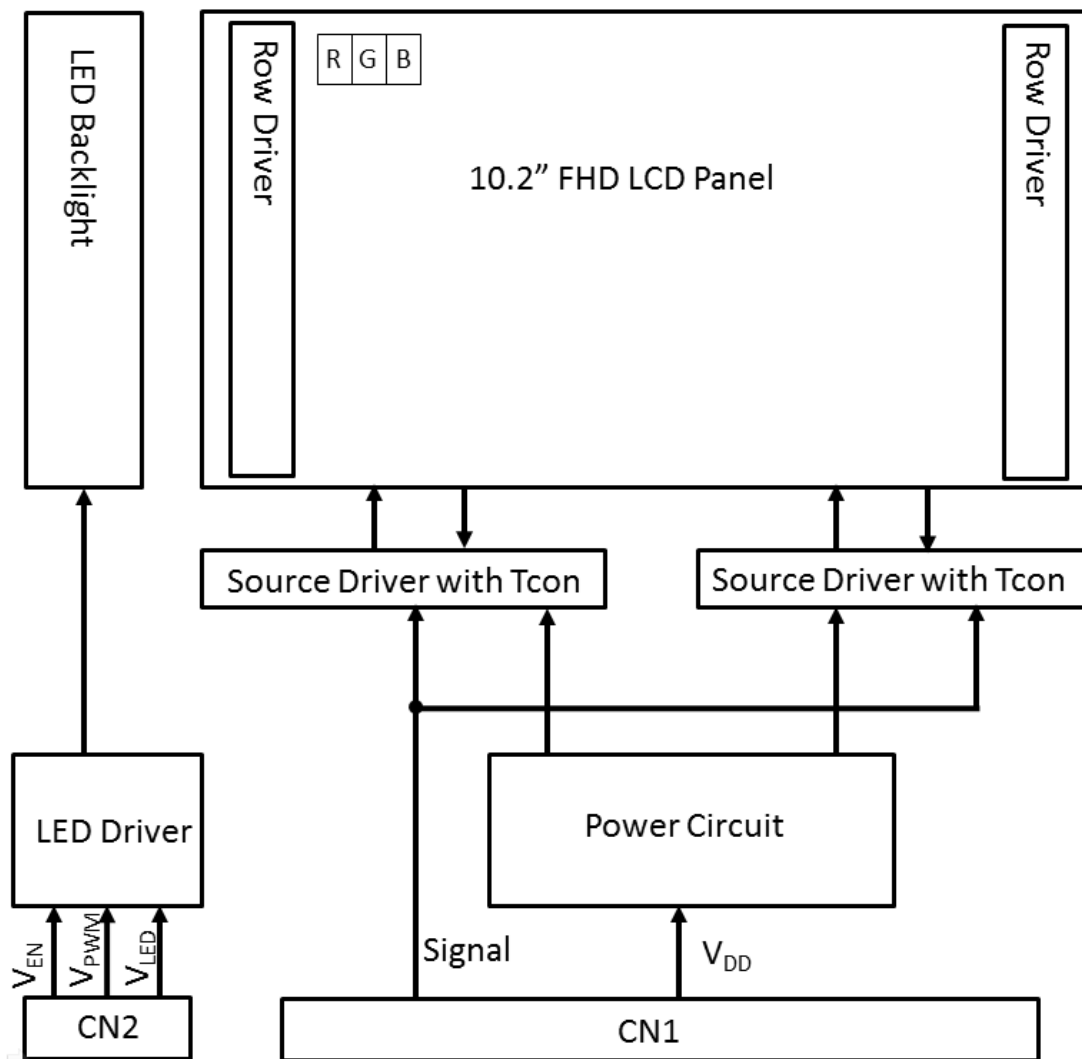 LED Backlight
Row Driver
R G B
Row Driver
10.2” FHD LCD Panel
Source Driver with Tcon
Source Driver with Tcon
LED Driver
Power Circuit
VEN
VPWM
VLED
Signal
VDD
CN2
CN1